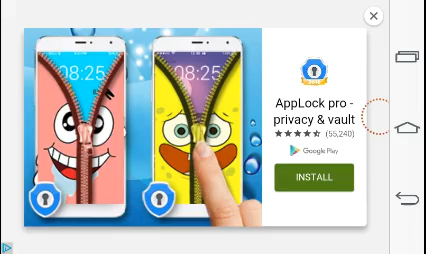 08:25
08:25
AppLock pro -
privacy & vault
(55,240)
Google Play
INSTALL